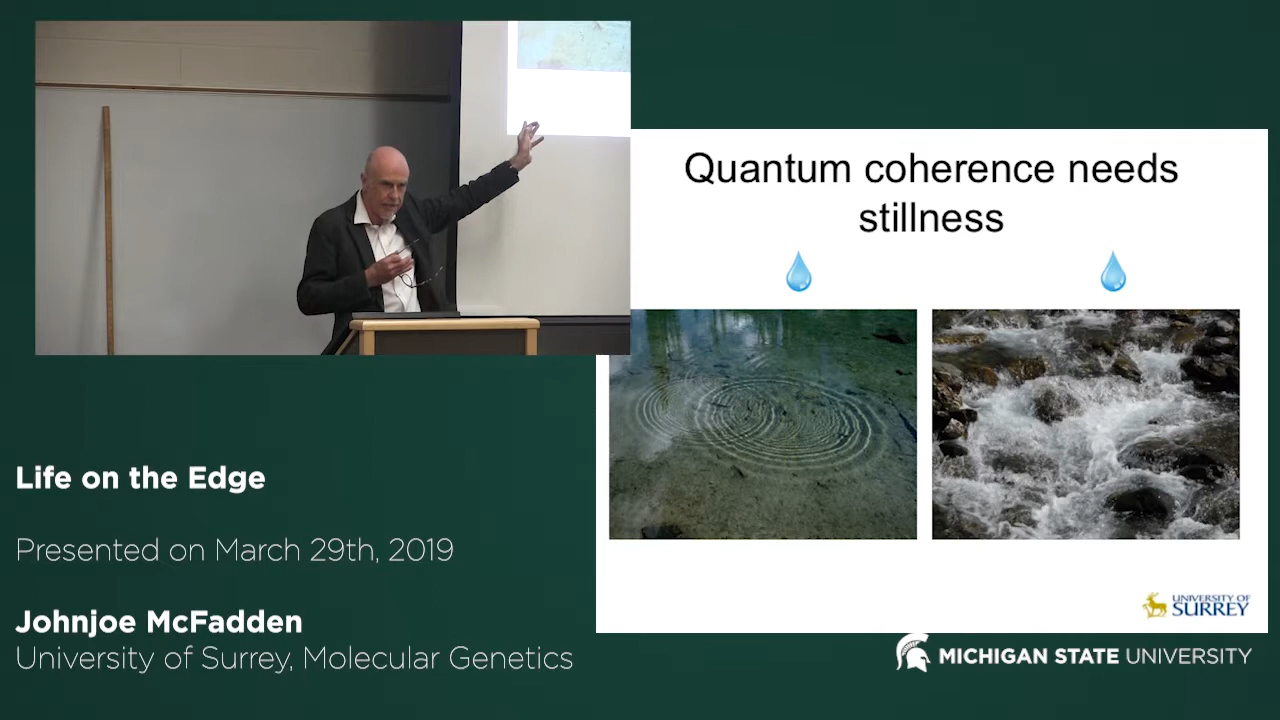 Quantum coherence needs
stillness
Life on the Edge
Presented on March 29th, 2019
Johnjoe McFadden
University of Surrey, Molecular Genetics
UNIVERSITY OF
SURREY
MICHIGAN STATE UNIVERSITY